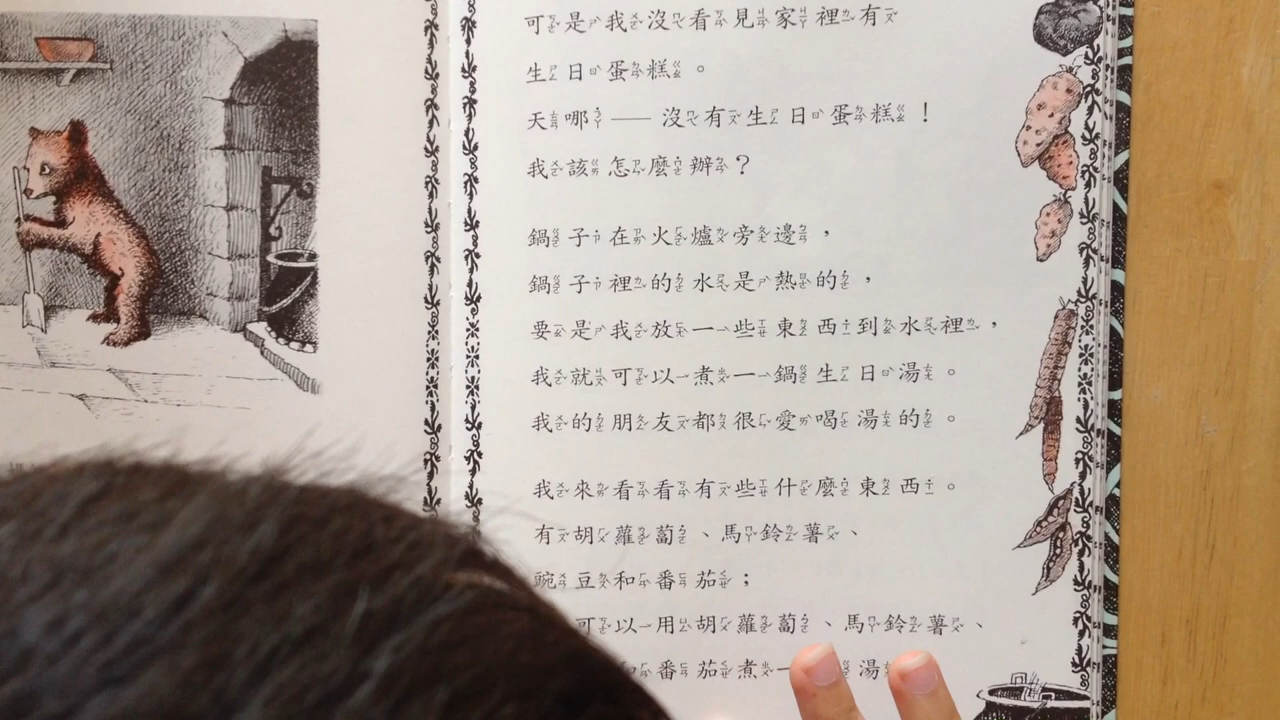 可是我沒看見家裡有
生日蛋糕。
天哪——沒有生日蛋糕！
我該怎麼辦？
鍋子在火爐旁邊，
鍋子裡的水是熱的，
要是我放一些東西到水裡，
我就可以煮一鍋生日湯。
我的朋友都很愛喝湯的。
我來看看有些什麼東西。
有胡蘿蔔、馬鈴薯、
豌豆和番茄；
可以用胡蘿蔔、馬鈴薯、
和番茄煮一湯